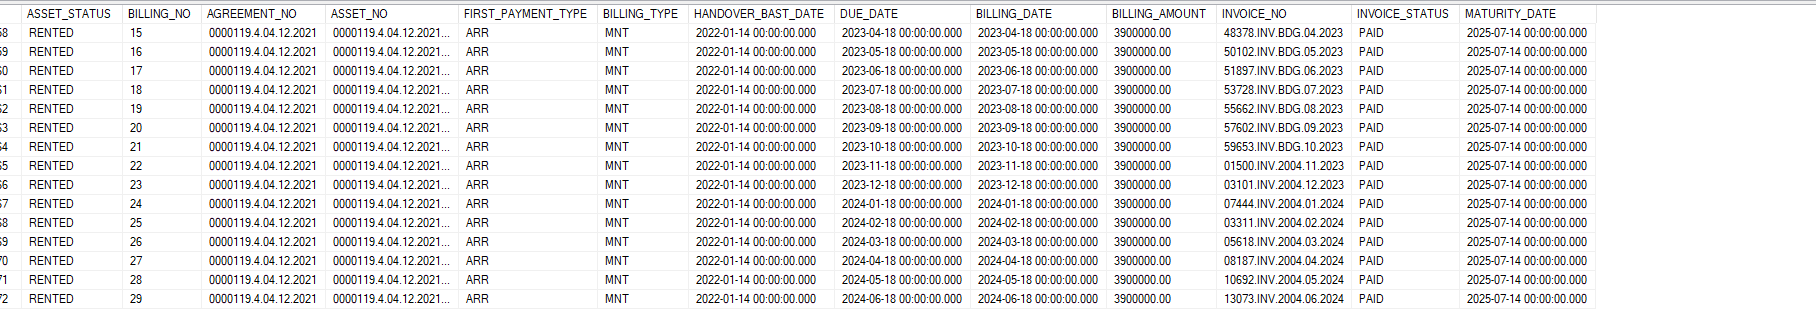 ASSET_STATUS BILLING_NO AGREEMENT_NO ASSET_NO FIRST_PAYMENT_TYPE BILLING_TYPE HANDOVER_BAST_DATE DUE_DATE BILLING_DATE BILLING_AMOUNT INVOICE_NO INVOICE_STATUS MATURITY_DATE
58 RENTED 15 0000119.4.04.12.2021 0000119.4.04.12.2021... ARR MNT 2022-01-14 00:00:00.000 2023-04-18 00:00:00.000 2023-04-18 00:00:00.000 3900000.00 48378.INV.BDG.04.2023 PAID 2025-07-14 00:00:00.000
59 RENTED 16 0000119.4.04.12.2021 0000119.4.04.12.2021... ARR MNT 2022-01-14 00:00:00.000 2023-05-18 00:00:00.000 2023-05-18 00:00:00.000 3900000.00 50102.INV.BDG.05.2023 PAID 2025-07-14 00:00:00.000
60 RENTED 17 0000119.4.04.12.2021 0000119.4.04.12.2021... ARR MNT 2022-01-14 00:00:00.000 2023-06-18 00:00:00.000 2023-06-18 00:00:00.000 3900000.00 51897.INV.BDG.06.2023 PAID 2025-07-14 00:00:00.000
61 RENTED 18 0000119.4.04.12.2021 0000119.4.04.12.2021... ARR MNT 2022-01-14 00:00:00.000 2023-07-18 00:00:00.000 2023-07-18 00:00:00.000 3900000.00 53728.INV.BDG.07.2023 PAID 2025-07-14 00:00:00.000
62 RENTED 19 0000119.4.04.12.2021 0000119.4.04.12.2021... ARR MNT 2022-01-14 00:00:00.000 2023-08-18 00:00:00.000 2023-08-18 00:00:00.000 3900000.00 55662.INV.BDG.08.2023 PAID 2025-07-14 00:00:00.000
63 RENTED 20 0000119.4.04.12.2021 0000119.4.04.12.2021... ARR MNT 2022-01-14 00:00:00.000 2023-09-18 00:00:00.000 2023-09-18 00:00:00.000 3900000.00 57602.INV.BDG.09.2023 PAID 2025-07-14 00:00:00.000
64 RENTED 21 0000119.4.04.12.2021 0000119.4.04.12.2021... ARR MNT 2022-01-14 00:00:00.000 2023-10-18 00:00:00.000 2023-10-18 00:00:00.000 3900000.00 59653.INV.BDG.10.2023 PAID 2025-07-14 00:00:00.000
65 RENTED 22 0000119.4.04.12.2021 0000119.4.04.12.2021... ARR MNT 2022-01-14 00:00:00.000 2023-11-18 00:00:00.000 2023-11-18 00:00:00.000 3900000.00 01500.INV.2004.11.2023 PAID 2025-07-14 00:00:00.000
66 RENTED 23 0000119.4.04.12.2021 0000119.4.04.12.2021... ARR MNT 2022-01-14 00:00:00.000 2023-12-18 00:00:00.000 2023-12-18 00:00:00.000 3900000.00 03101.INV.2004.12.2023 PAID 2025-07-14 00:00:00.000
67 RENTED 24 0000119.4.04.12.2021 0000119.4.04.12.2021... ARR MNT 2022-01-14 00:00:00.000 2024-01-18 00:00:00.000 2024-01-18 00:00:00.000 3900000.00 07444.INV.2004.01.2024 PAID 2025-07-14 00:00:00.000
68 RENTED 25 0000119.4.04.12.2021 0000119.4.04.12.2021... ARR MNT 2022-01-14 00:00:00.000 2024-02-18 00:00:00.000 2024-02-18 00:00:00.000 3900000.00 03311.INV.2004.02.2024 PAID 2025-07-14 00:00:00.000
69 RENTED 26 0000119.4.04.12.2021 0000119.4.04.12.2021... ARR MNT 2022-01-14 00:00:00.000 2024-03-18 00:00:00.000 2024-03-18 00:00:00.000 3900000.00 05618.INV.2004.03.2024 PAID 2025-07-14 00:00:00.000
70 RENTED 27 0000119.4.04.12.2021 0000119.4.04.12.2021... ARR MNT 2022-01-14 00:00:00.000 2024-04-18 00:00:00.000 2024-04-18 00:00:00.000 3900000.00 08187.INV.2004.04.2024 PAID 2025-07-14 00:00:00.000
71 RENTED 28 0000119.4.04.12.2021 0000119.4.04.12.2021... ARR MNT 2022-01-14 00:00:00.000 2024-05-18 00:00:00.000 2024-05-18 00:00:00.000 3900000.00 10692.INV.2004.05.2024 PAID 2025-07-14 00:00:00.000
72 RENTED 29 0000119.4.04.12.2021 0000119.4.04.12.2021... ARR MNT 2022-01-14 00:00:00.000 2024-06-18 00:00:00.000 2024-06-18 00:00:00.000 3900000.00 13073.INV.2004.06.2024 PAID 2025-07-14 00:00:00.000